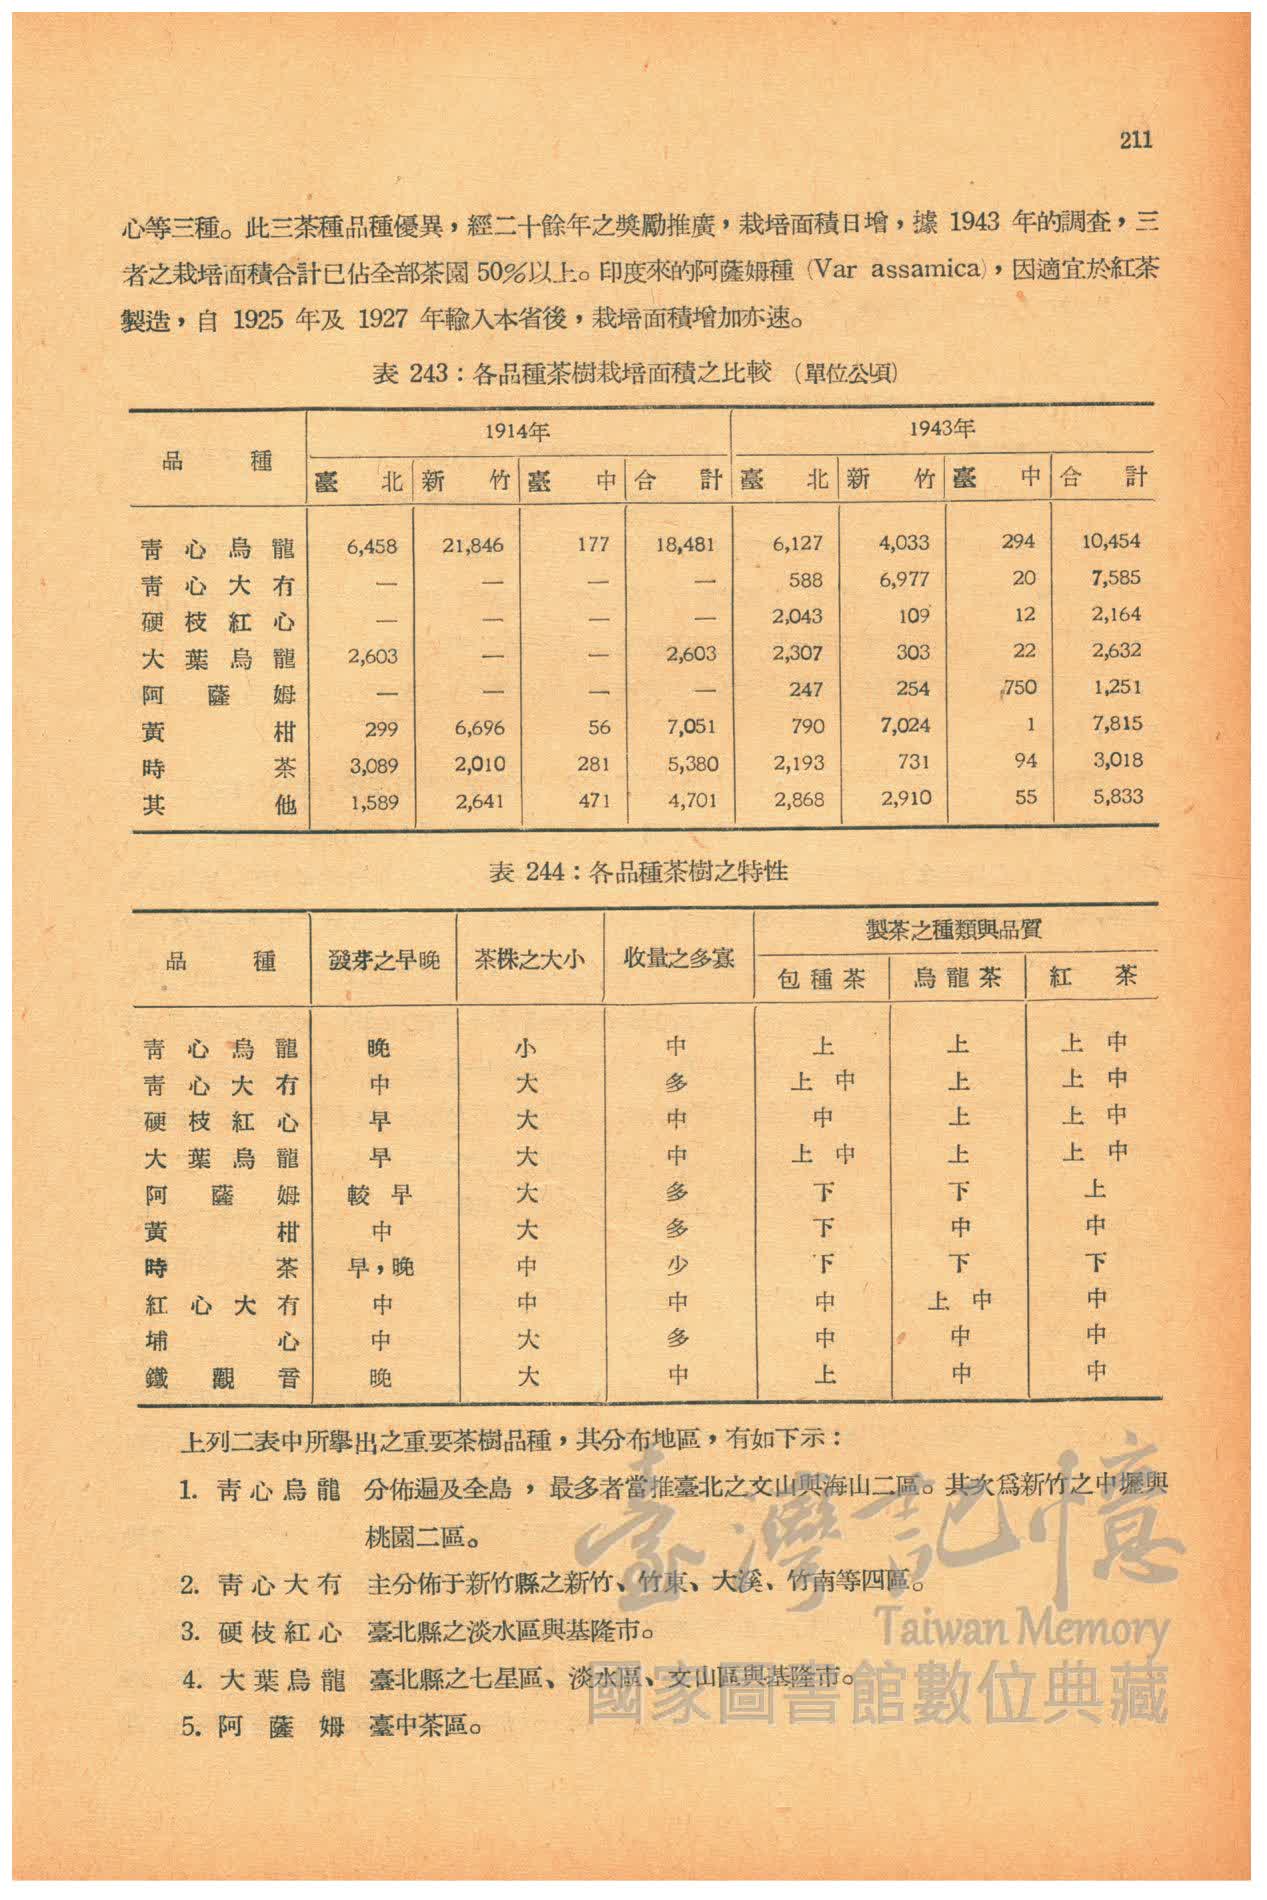 211
心等三種。此三茶種品種優異，經二十餘年之獎勵推廣，栽培面積日增，據 1943 年的調查，三
者之栽培面積合計已佔全部茶園 50%以上。印度來的阿薩姆種 (Var assamica)，因適宜於紅茶
製造，自 1925 年及 1927 年輸入本省後，栽培面積增加亦速。
表 243：各品種茶樹栽培面積之比較 （單位公頃）
品種 1914年 1943年
臺北 新竹 臺中 合計 臺北 新竹 臺中 合計
靑心烏龍 6,458 21,846 177 18,481 6,127 4,033 294 10,454
靑心大有 — — — — 588 6,977 20 7,585
硬枝紅心 — — — — 2,043 109 12 2,164
大葉烏龍 2,603 — — 2,603 2,307 303 22 2,632
阿薩姆 — — — — 247 254 750 1,251
黃柑 299 6,696 56 7,051 790 7,024 1 7,815
時茶 3,089 2,010 281 5,380 2,193 731 94 3,018
其他 1,589 2,641 471 4,701 2,868 2,910 55 5,833
表 244：各品種茶樹之特性
品種 發芽之早晚 茶株之大小 收量之多寡 製茶之種類與品質
包種茶 烏龍茶 紅茶
靑心烏龍 晚 小 中 上 上 上中
靑心大有 中 大 多 上中 上 上中
硬枝紅心 早 大 中 中 上 上中
大葉烏龍 早 大 中 上中 上 上中
阿薩姆 較早 大 多 下 下 上
黃柑 中 大 多 下 中 中
時茶 早，晚 中 少 下 下 下
紅心大有 中 中 中 中 上中 中
埔心 中 大 多 中 中 中
鐵觀音 晚 大 中 上 中 中
上列二表中所擧出之重要茶樹品種，其分布地區，有如下示：
1. 靑心烏龍 分佈遍及全島，最多者當推臺北之文山與海山二區。其次爲新竹之中壢與
桃園二區。
2. 靑心大有 主分佈于新竹縣之新竹、竹東、大溪、竹南等四區。
3. 硬枝紅心 臺北縣之淡水區與基隆市。
4. 大葉烏龍 臺北縣之七星區、淡水區、文山區與基隆市。
5. 阿薩姆 臺中茶區。
臺灣記憶
Taiwan Memory
國家圖書館數位典藏